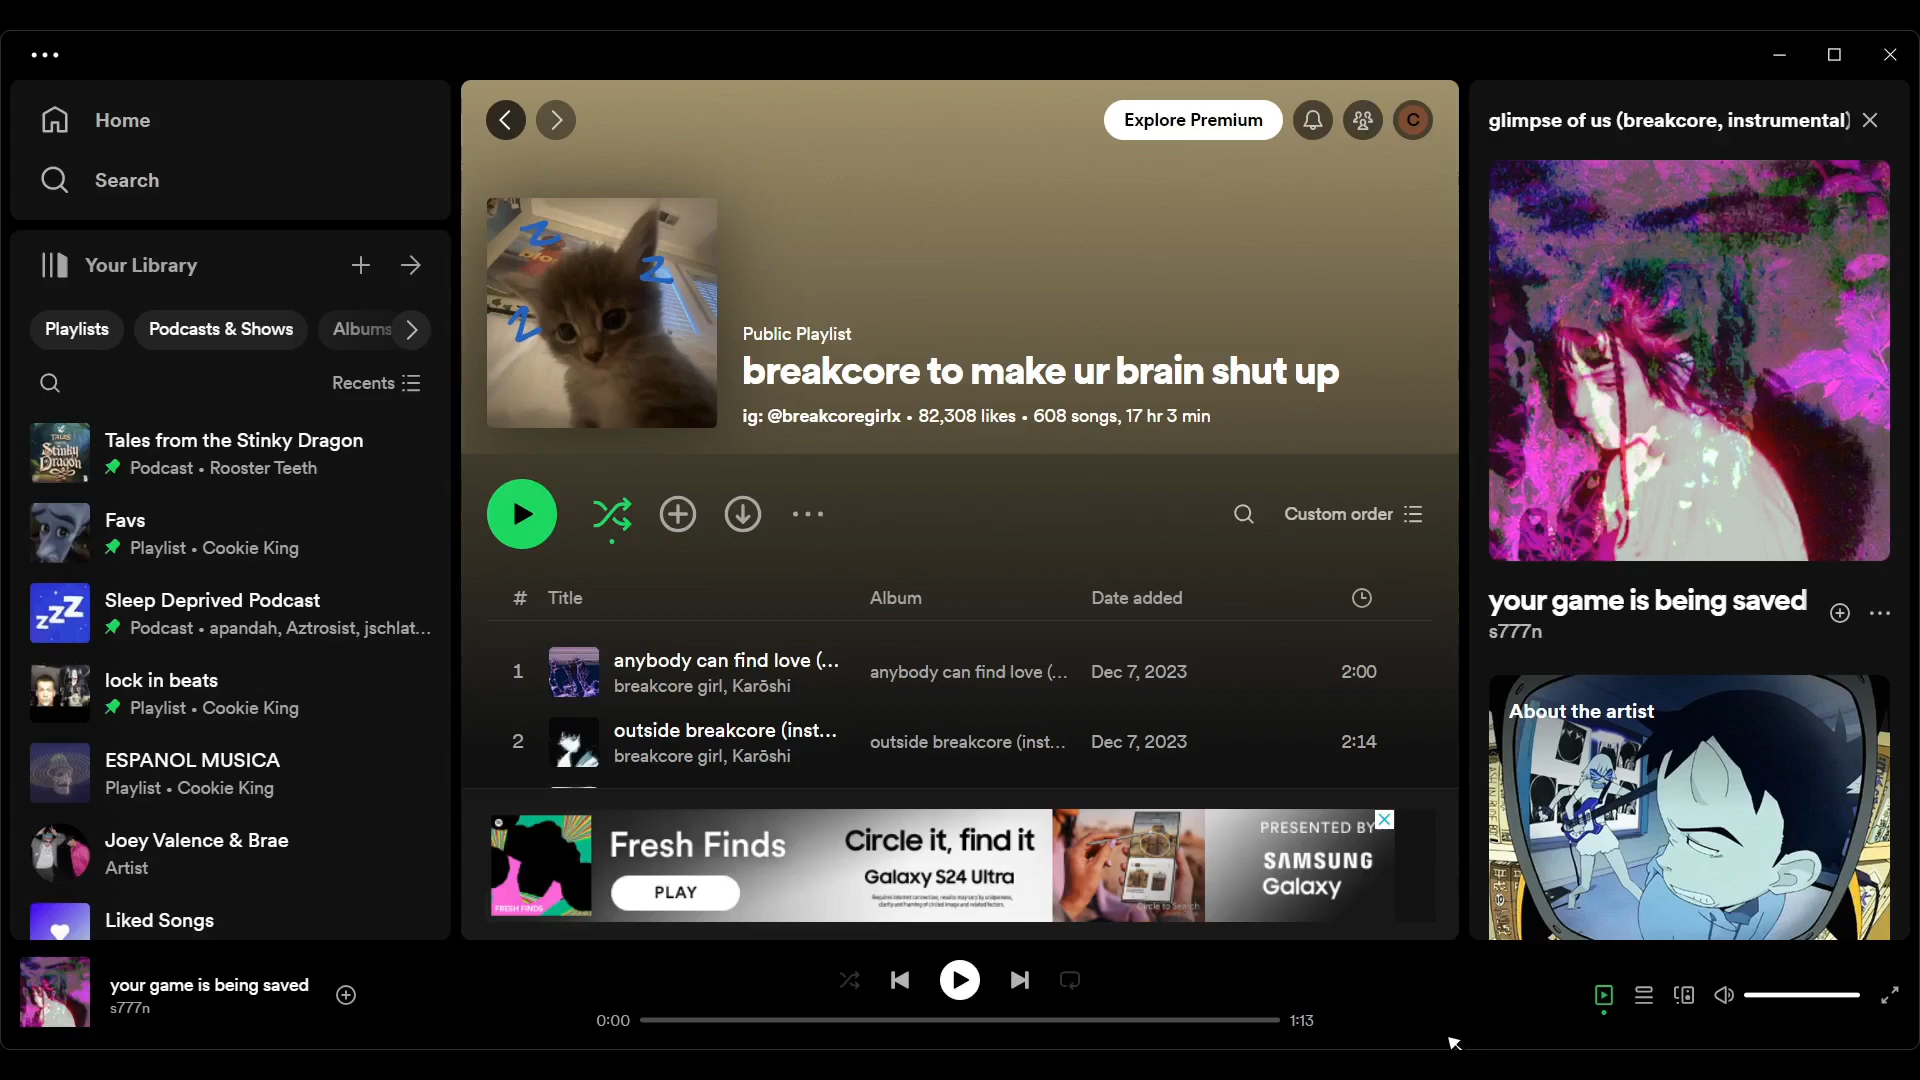 Home
Search
Your Library
Playlists
Podcasts & Shows
Albums
Recents
Tales from the Stinky Dragon
Podcast • Rooster Teeth
Favs
Playlist • Cookie King
Sleep Deprived Podcast
Podcast • apandah, Aztrosist, jschlat...
lock in beats
Playlist • Cookie King
ESPANOL MUSICA
Playlist • Cookie King
Joey Valence & Brae
Artist
Liked Songs
Explore Premium
C
Public Playlist
breakcore to make ur brain shut up
ig: @breakcoregirlx • 82,308 likes • 608 songs, 17 hr 3 min
Custom order
# Title Album Date added
1 anybody can find love (... anybody can find love (... Dec 7, 2023 2:00
breakcore girl, Karōshi
2 outside breakcore (inst... outside breakcore (inst... Dec 7, 2023 2:14
breakcore girl, Karōshi
FRESH FINDS
Fresh Finds
PLAY
Circle it, find it
Galaxy S24 Ultra
Circle to Search
PRESENTED BY
SAMSUNG
Galaxy
glimpse of us (breakcore, instrumental)
your game is being saved
s777n
About the artist
your game is being saved
s777n
0:00
1:13